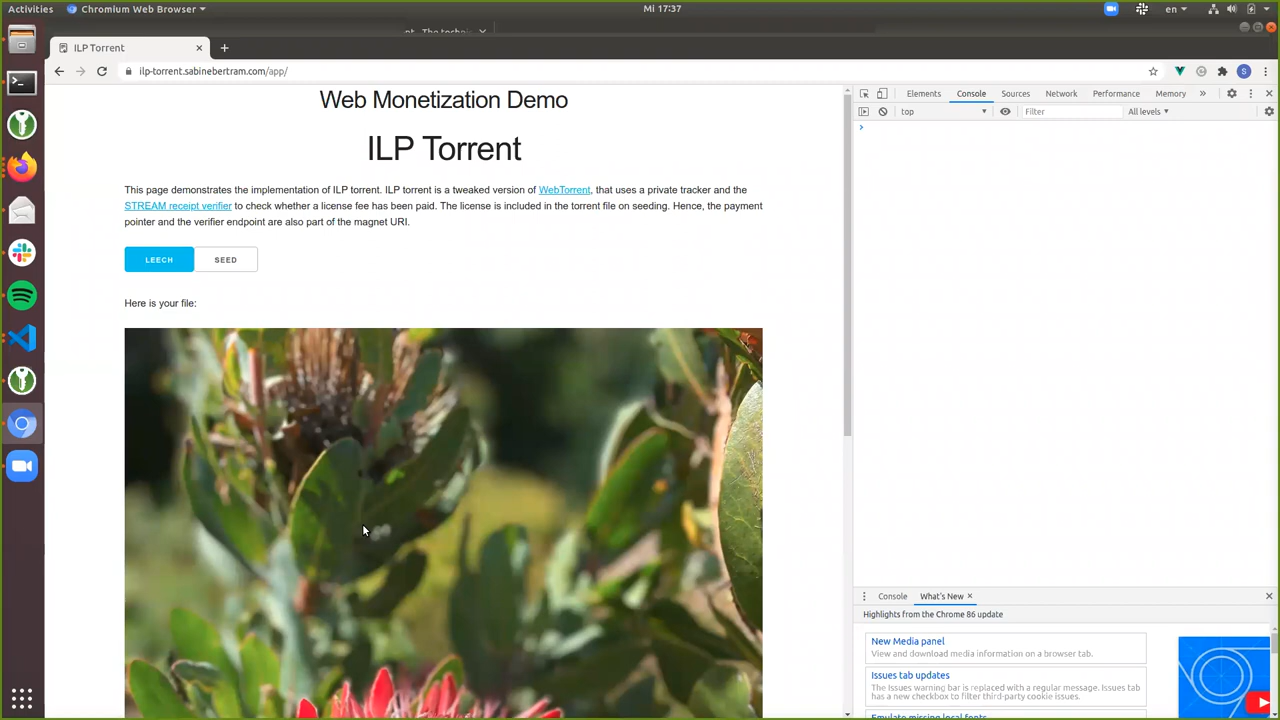 Activities
Chromium Web Browser
Mi 17:37
en
ILP Torrent
ilp-torrent.sabinebertram.com/app/
S
Web Monetization Demo
ILP Torrent
This page demonstrates the implementation of ILP torrent. ILP torrent is a tweaked version of WebTorrent, that uses a private tracker and the
STREAM receipt verifier to check whether a license fee has been paid. The license is included in the torrent file on seeding. Hence, the payment
pointer and the verifier endpoint are also part of the magnet URI.
LEECH
SEED
Here is your file:
Elements
Console
Sources
Network
Performance
Memory
top
Filter
All levels
Console
What's New
Highlights from the Chrome 86 update
New Media panel
View and download media information on a browser tab.
Issues tab updates
The Issues warning bar is replaced with a regular message. Issues tab
has a new checkbox to filter third-party cookie issues.
Emulate missing local fonts